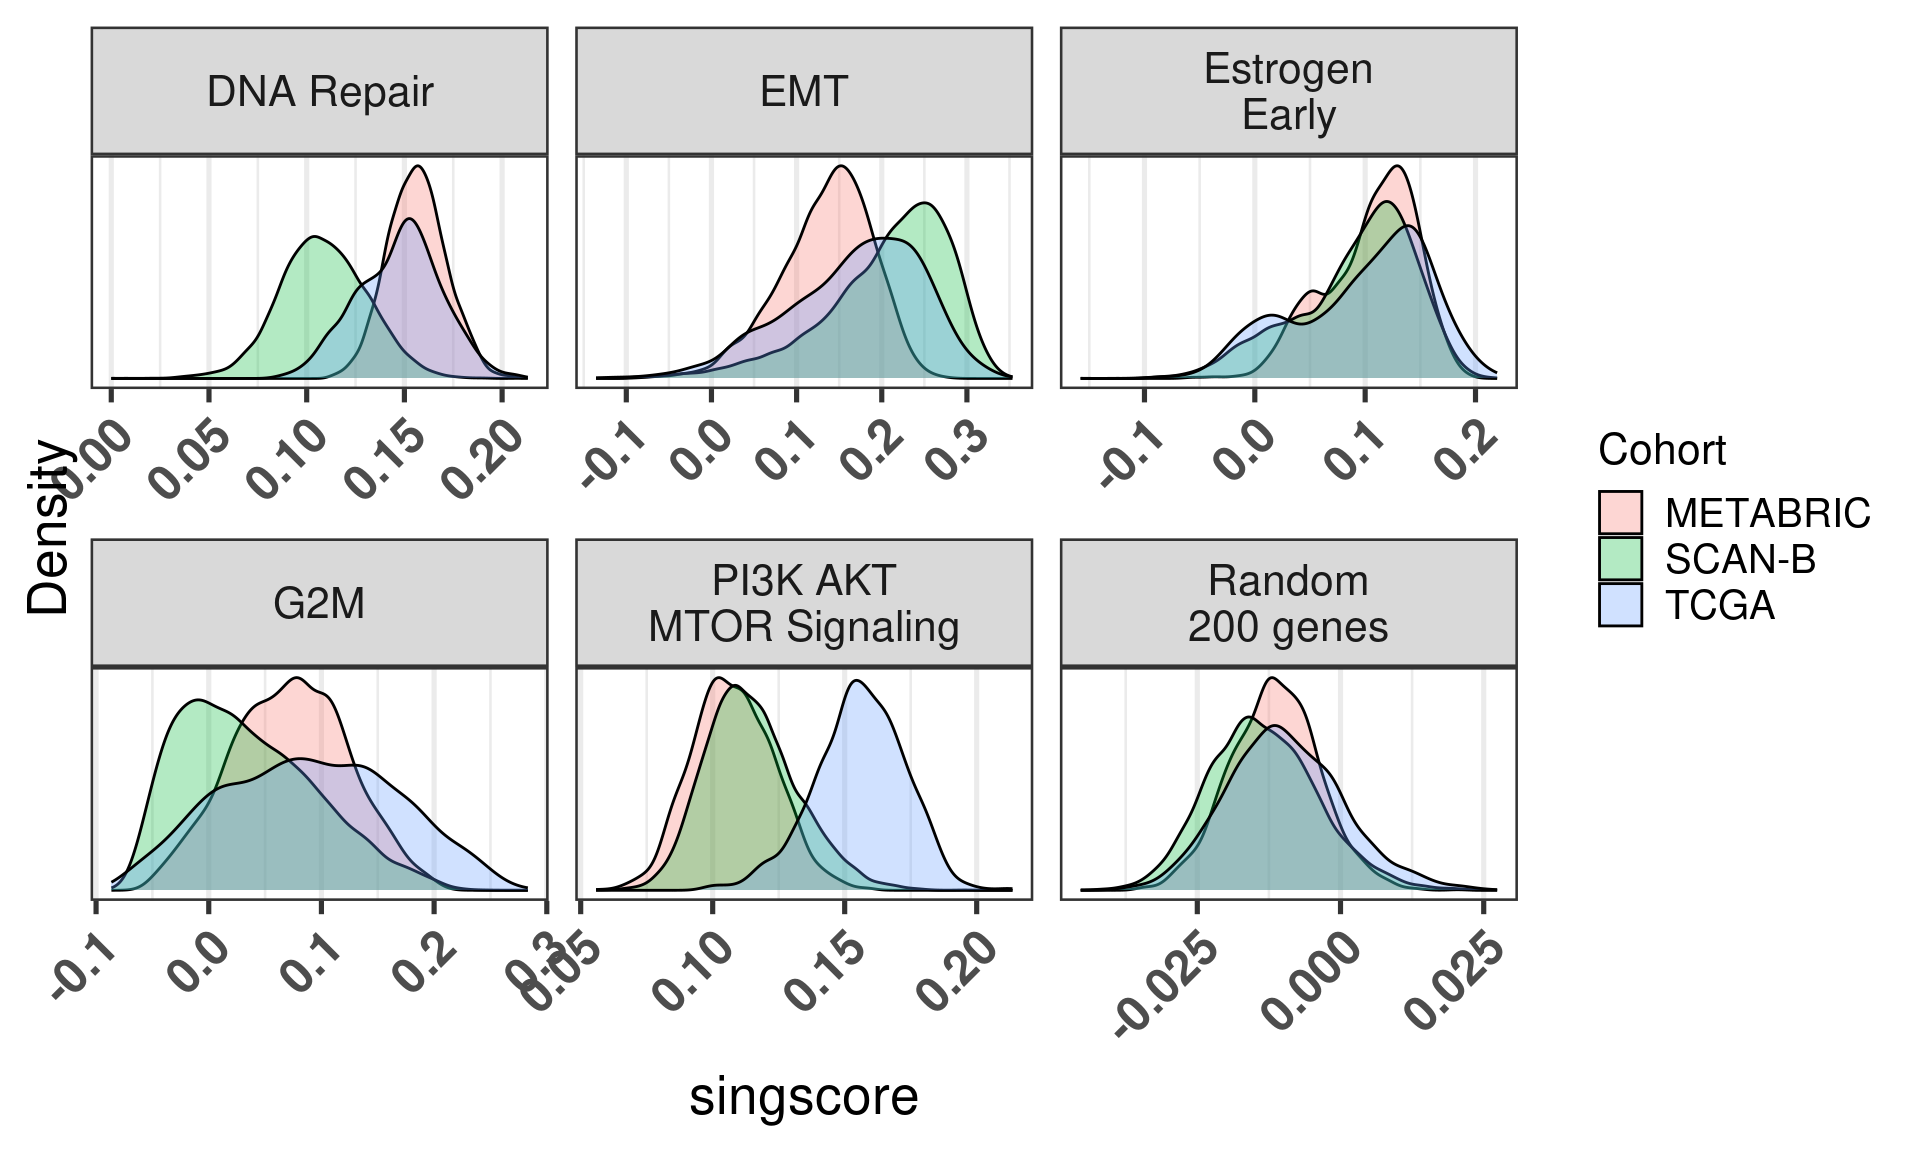 DNA Repair
EMT
Estrogen
Early
0.00
0.05
0.10
0.15
0.20
-0.1
0.0
0.1
0.2
0.3
-0.1
0.0
0.1
0.2
Density
G2M
PI3K AKT
MTOR Signaling
Random
200 genes
-0.1
0.0
0.1
0.2
0.3
0.05
0.10
0.15
0.20
-0.025
0.000
0.025
singscore
Cohort
METABRIC
SCAN-B
TCGA